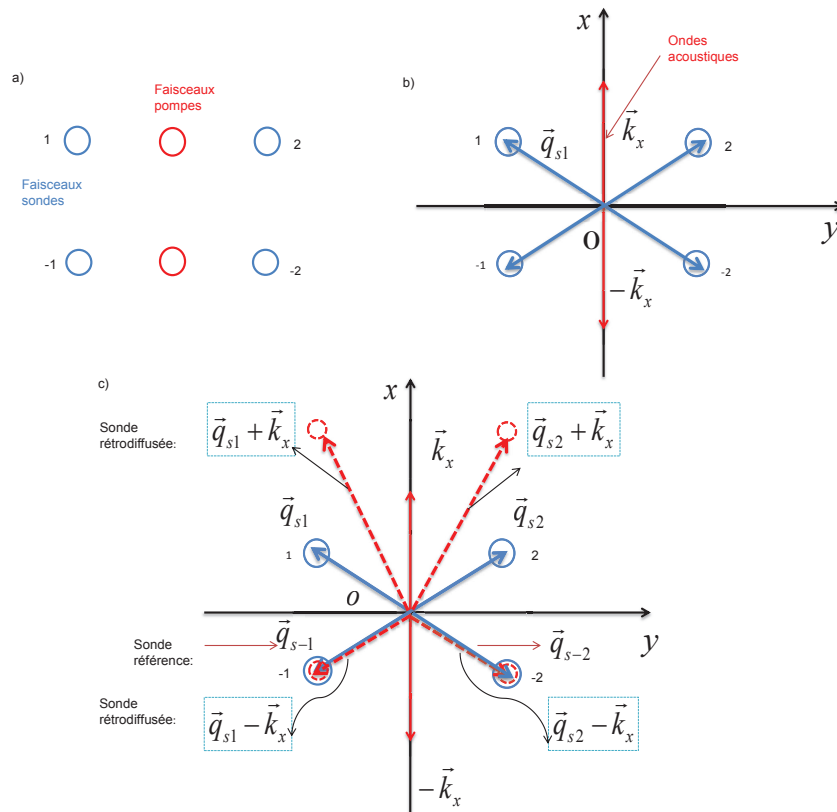 a)
Faisceaux
pompes
1
2
Faisceaux
sondes
-1
-2
b)
x
Ondes
acoustiques
1
q⃗s1
k⃗x
2
O
y
-1
-k⃗x
-2
c)
x
Sonde
rétrodiffusée:
q⃗s1 + k⃗x
k⃗x
q⃗s2 + k⃗x
q⃗s1
q⃗s2
1
2
o
y
Sonde
référence:
q⃗s-1
q⃗s-2
-1
-2
Sonde
rétrodiffusée:
q⃗s1 - k⃗x
q⃗s2 - k⃗x
-k⃗x